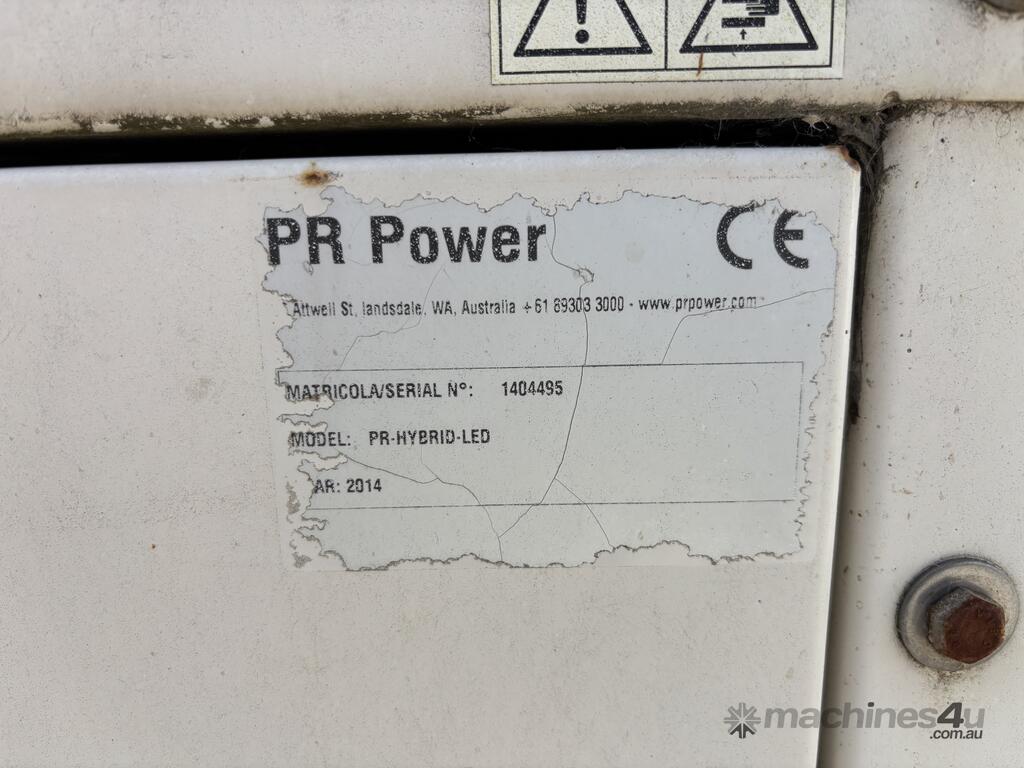 PR Power CE
Attwell St, landsdale, WA, Australia +61 89303 3000 - www.prpower.com
MATRICOLA/SERIAL Nº: 1404495
MODEL: PR-HYBRID-LED
AR: 2014
machines4u
.com.au